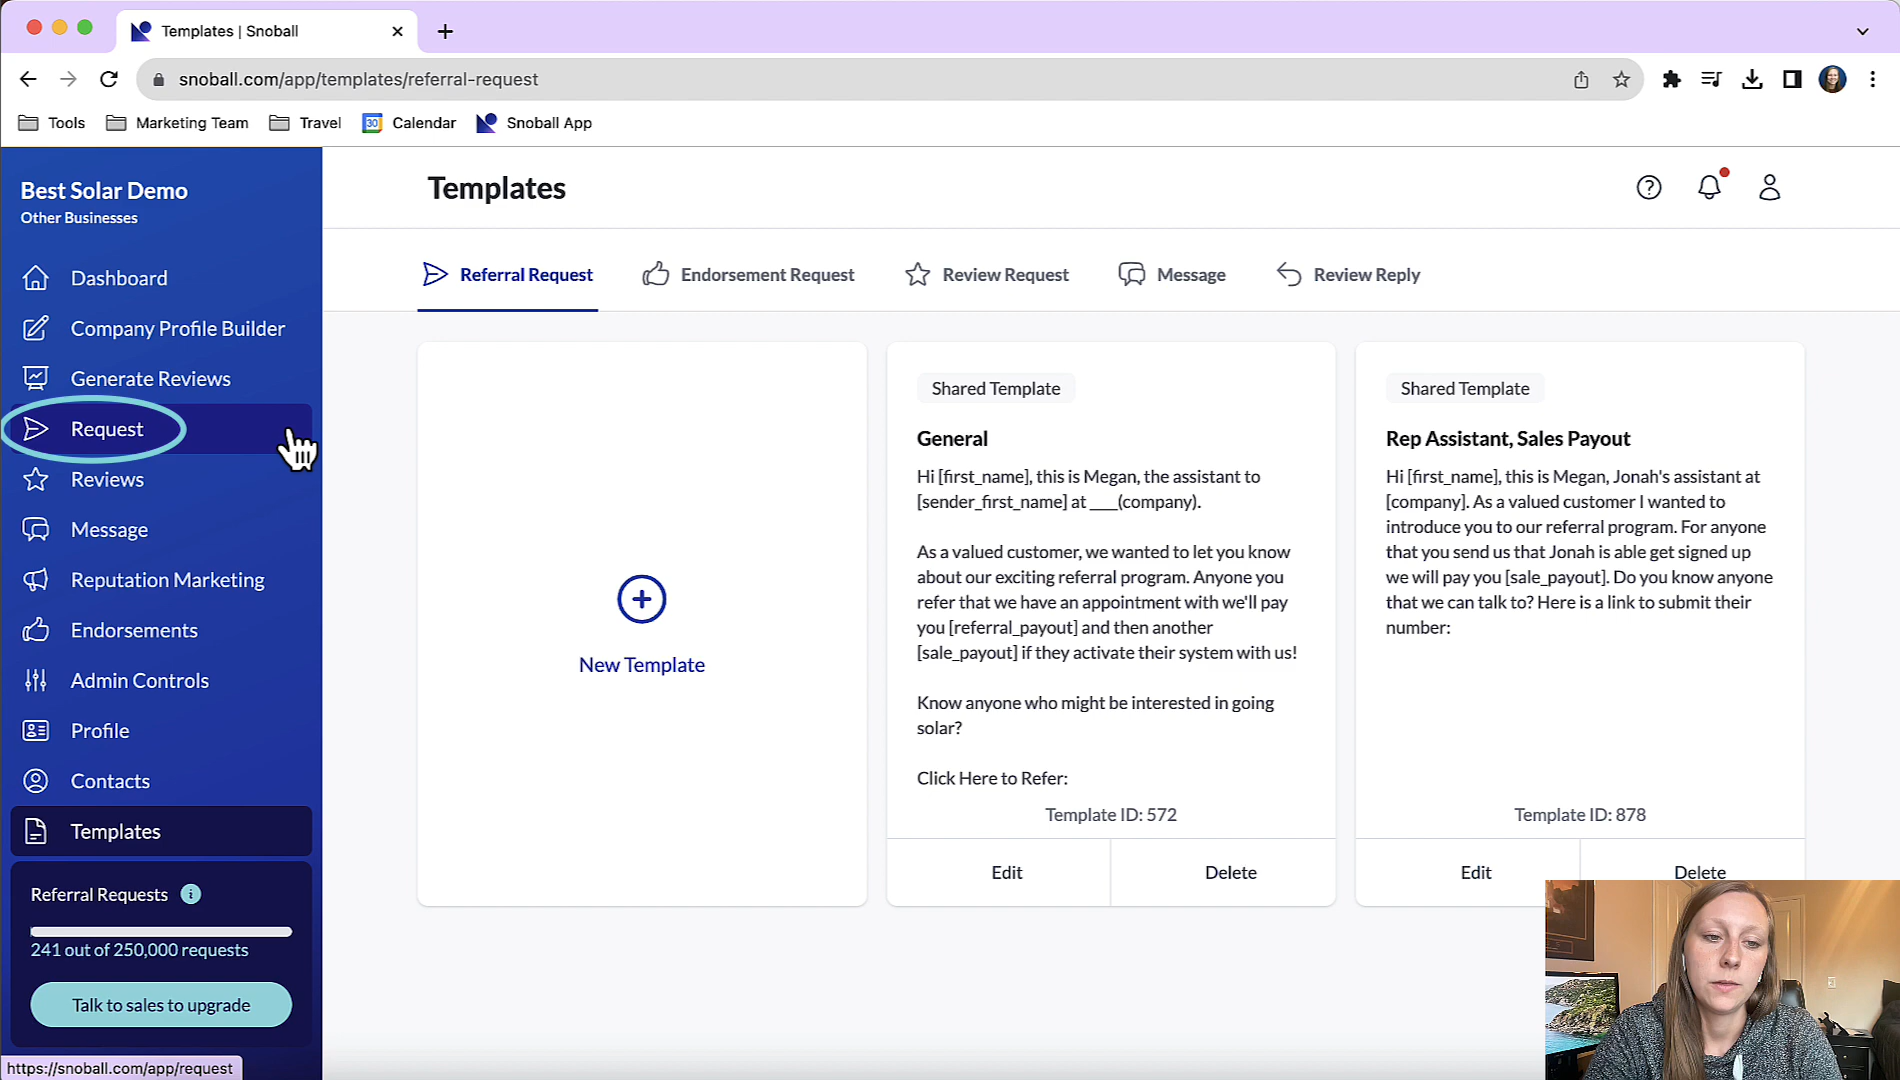 Templates | Snoball
snoball.com/app/templates/referral-request
Tools
Marketing Team
Travel
30
Calendar
Snoball App
Best Solar Demo
Other Businesses
Dashboard
Company Profile Builder
Generate Reviews
Request
Reviews
Message
Reputation Marketing
Endorsements
Admin Controls
Profile
Contacts
Templates
Referral Requests i
241 out of 250,000 requests
Talk to sales to upgrade
https://snoball.com/app/request
Templates
Referral Request
Endorsement Request
Review Request
Message
Review Reply
New Template
Shared Template
General
Hi [first_name], this is Megan, the assistant to
[sender_first_name] at ___(company).
As a valued customer, we wanted to let you know
about our exciting referral program. Anyone you
refer that we have an appointment with we'll pay
you [referral_payout] and then another
[sale_payout] if they activate their system with us!
Know anyone who might be interested in going
solar?
Click Here to Refer:
Template ID: 572
Edit
Delete
Shared Template
Rep Assistant, Sales Payout
Hi [first_name], this is Megan, Jonah's assistant at
[company]. As a valued customer I wanted to
introduce you to our referral program. For anyone
that you send us that Jonah is able get signed up
we will pay you [sale_payout]. Do you know anyone
that we can talk to? Here is a link to submit their
number:
Template ID: 878
Edit
Delete